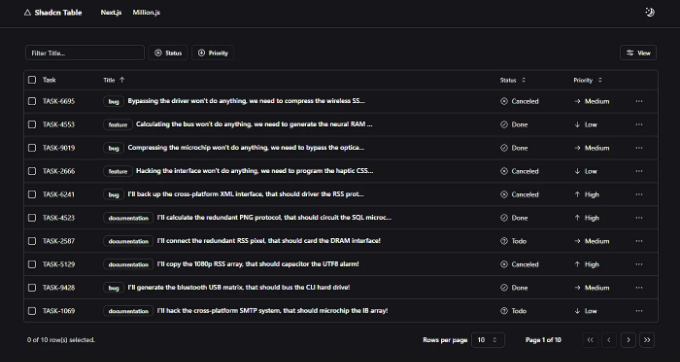 Shadcn Table Next.js Million.js
Filter Title... Status Priority View
Task Title Status Priority
TASK-6695 bug Bypassing the driver won't do anything, we need to compress the wireless SS... Canceled Medium
TASK-4553 feature Calculating the bus won't do anything, we need to generate the neural RAM ... Done Low
TASK-9019 bug Compressing the microchip won't do anything, we need to bypass the optica... Done Medium
TASK-2666 feature Hacking the interface won't do anything, we need to program the haptic CSS... Canceled Low
TASK-6241 bug I'll back up the cross-platform XML interface, that should driver the RSS prot... Canceled High
TASK-4523 documentation I'll calculate the redundant PNG protocol, that should circuit the SQL microc... Done High
TASK-2587 documentation I'll connect the redundant RSS pixel, that should card the DRAM interface! Todo Medium
TASK-5129 documentation I'll copy the 1080p RSS array, that should capacitor the UTF8 alarm! Canceled High
TASK-9428 bug I'll generate the bluetooth USB matrix, that should bus the CLI hard drive! Done Medium
TASK-1069 documentation I'll hack the cross-platform SMTP system, that should microchip the IB array! Todo Low
0 of 10 row(s) selected. Rows per page 10 Page 1 of 10